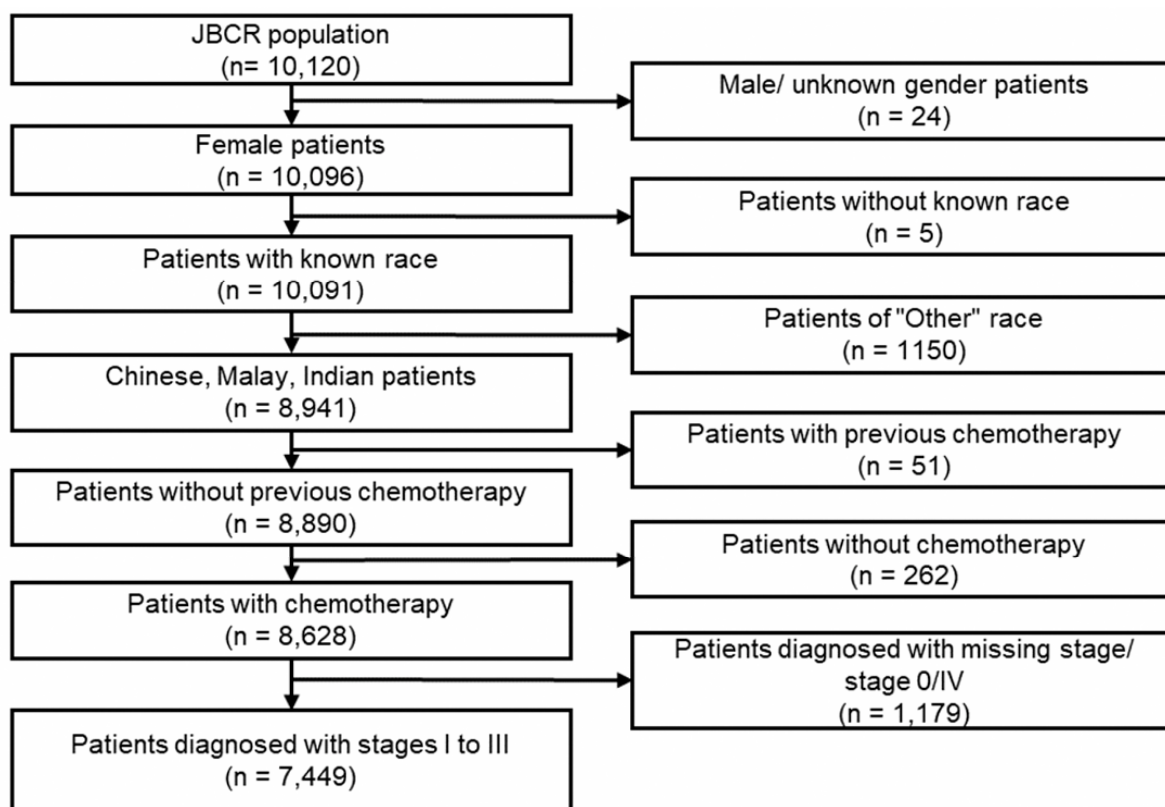 JBCR population
(n= 10,120)
Male/ unknown gender patients
(n = 24)
Female patients
(n = 10,096)
Patients without known race
(n = 5)
Patients with known race
(n = 10,091)
Patients of "Other" race
(n = 1150)
Chinese, Malay, Indian patients
(n = 8,941)
Patients with previous chemotherapy
(n = 51)
Patients without previous chemotherapy
(n = 8,890)
Patients without chemotherapy
(n = 262)
Patients with chemotherapy
(n = 8,628)
Patients diagnosed with missing stage/
stage 0/IV
(n = 1,179)
Patients diagnosed with stages I to III
(n = 7,449)